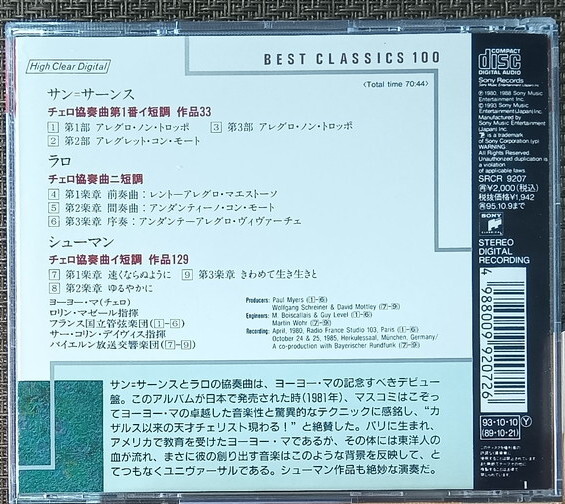 High Clear Digital
BEST CLASSICS 100
〈Total time 70:44〉
サン=サーンス
チェロ協奏曲第1番イ短調 作品33
1 第1部 アレグロ・ノン・トロッポ 3 第3部 アレグロ・ノン・トロッポ
2 第2部 アレグレット・コン・モート
ラロ
チェロ協奏曲ニ短調
4 第1楽章 前奏曲：レントーアレグロ・マエストーソ
5 第2楽章 間奏曲：アンダンティーノ・コン・モート
6 第3楽章 序奏：アンダンテーアレグロ・ヴィヴァーチェ
シューマン
チェロ協奏曲イ短調 作品129
7 第1楽章 速くならぬように 9 第3楽章 きわめて生き生きと
8 第2楽章 ゆるやかに
ヨーヨー・マ(チェロ)
ロリン・マゼール指揮
フランス国立管弦楽団(1-6)
サー・コリン・デイヴィス指揮
バイエルン放送交響楽団(7-9)
Producers: Paul Myers (1-6)
Wolfgang Schreiner & David Mottley (7-9)
Engineers: M. Boiscallais & Guy Level (1-6)
Martin Wohr (7-9)
Recording: April, 1980, Radio France Studio 103, Paris (1-6)
October 24 & 25, 1985, Herkulessaal, München, Germany/
A co-production with Bayerischer Rundfunk (7-9)
サン=サーンスとラロの協奏曲は、ヨーヨー・マの記念すべきデビュー
盤。このアルバムが日本で発売された時(1981年)、マスコミはこぞっ
てヨーヨー・マの卓越した音楽性と驚異的なテクニックに感銘し、“カ
ザルス以来の天才チェリスト現わる！”と絶賛した。パリに生まれ、
アメリカで教育を受けたヨーヨー・マであるが、その体には東洋人の
血が流れ、まさに彼の創り出す音楽はこのような背景を反映して、と
てつもなくユニヴァーサルである。シューマン作品も絶妙な演奏だ。
COMPACT
disc
DIGITAL AUDIO
Sony Records
Sony Music Entertainment
(Japan) Inc.
℗ 1980, 1988 Sony Music
Entertainment Inc.
© 1993 Sony Music
Entertainment (Japan) Inc.
Manufactured by
Sony Music Entertainment
(Japan) Inc.
is a trademark
of Sony Corporation
WARNING
All Rights Reserved.
Unauthorized duplication is
a violation
of applicable laws.
SRCR 9207
¥2,000(税込)
税抜価格¥1,942
95.10.9まで
SONY
CLASSICAL
STEREO
DIGITAL
RECORDING
4988009920726
93・10・10 Y
(89・10・21)